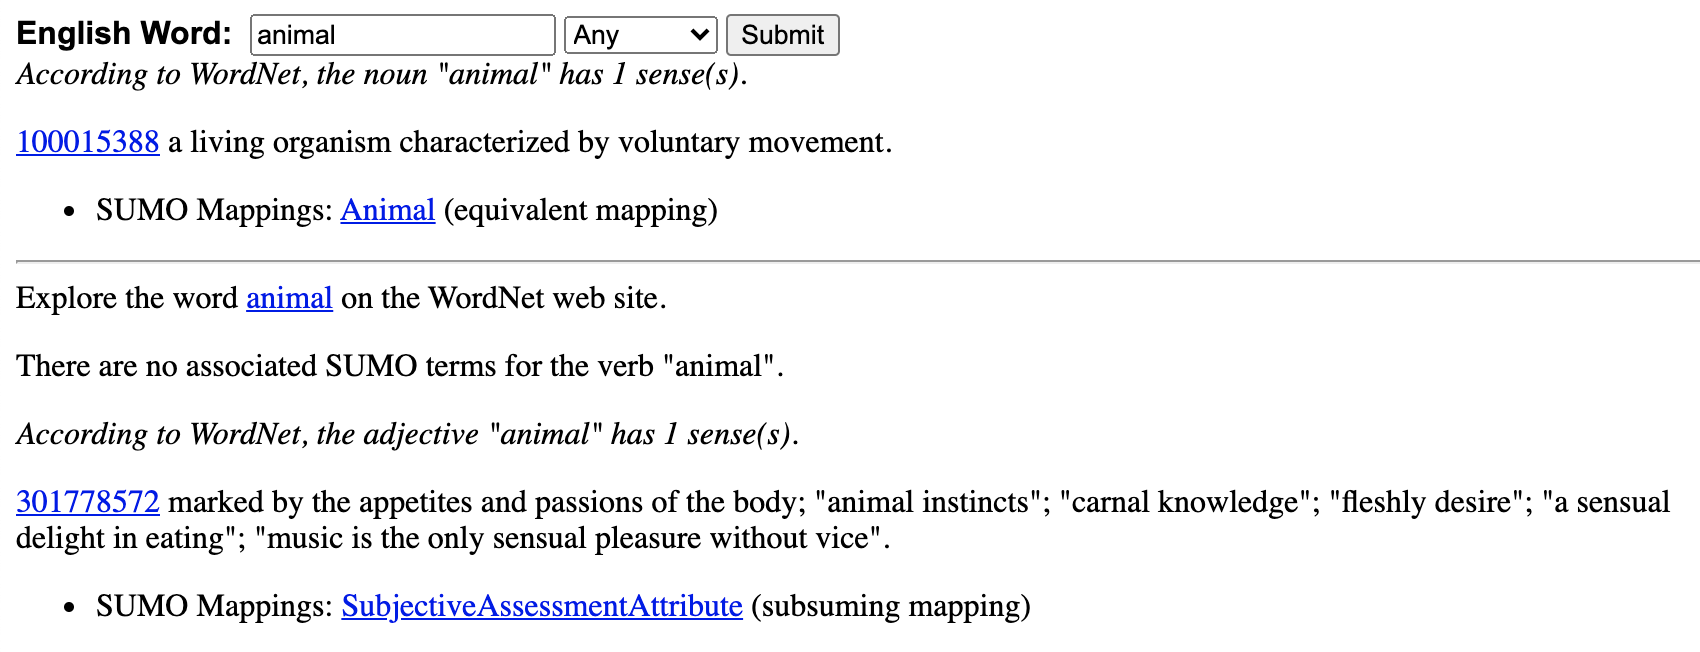 English Word: animal Any Submit
According to WordNet, the noun "animal" has 1 sense(s).
100015388 a living organism characterized by voluntary movement.
• SUMO Mappings: Animal (equivalent mapping)
Explore the word animal on the WordNet web site.
There are no associated SUMO terms for the verb "animal".
According to WordNet, the adjective "animal" has 1 sense(s).
301778572 marked by the appetites and passions of the body; "animal instincts"; "carnal knowledge"; "fleshly desire"; "a sensual
delight in eating"; "music is the only sensual pleasure without vice".
• SUMO Mappings: SubjectiveAssessmentAttribute (subsuming mapping)